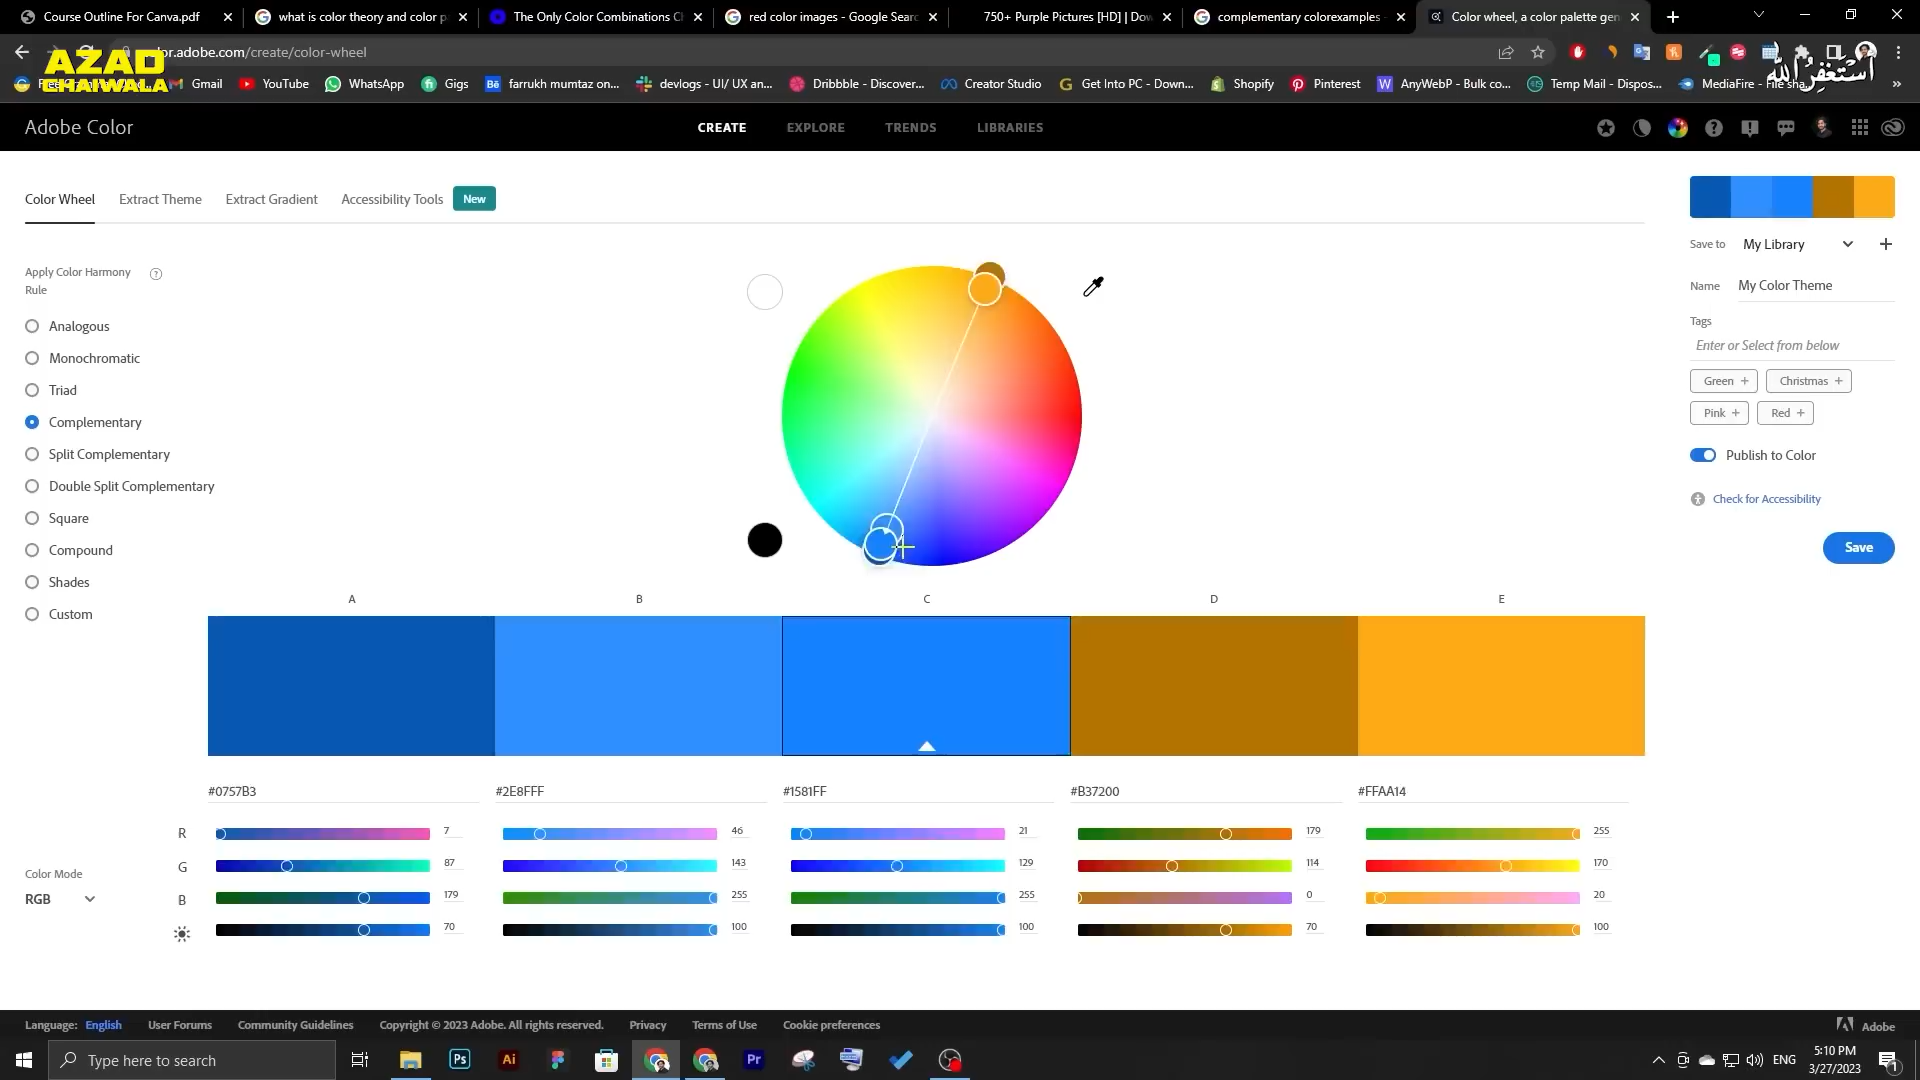 Course Outline For Canva.pdf
what is color theory and color p
The Only Color Combinations C
red color images - Google Searc
750+ Purple Pictures [HD] | Dow
complementary colorexamples -
Color wheel, a color palette gen
or.adobe.com/create/color-wheel
AZAD
CHAIWALA
استغفر الله
Gmail
YouTube
WhatsApp
Gigs
farrukh mumtaz on...
devlogs - UI/ UX an...
Dribbble - Discover...
Creator Studio
Get Into PC - Down...
Shopify
Pinterest
AnyWebP - Bulk co...
Temp Mail - Dispos...
MediaFire - File sha...
Adobe Color
CREATE
EXPLORE
TRENDS
LIBRARIES
Color Wheel
Extract Theme
Extract Gradient
Accessibility Tools
New
Apply Color Harmony
Rule
Analogous
Monochromatic
Triad
Complementary
Split Complementary
Double Split Complementary
Square
Compound
Shades
Custom
Save to
My Library
Name
My Color Theme
Tags
Enter or Select from below
Green +
Christmas +
Pink +
Red +
Publish to Color
Check for Accessibility
Save
A
B
C
D
E
#0757B3
#2E8FFF
#1581FF
#B37200
#FFAA14
R
7
46
21
179
255
G
87
143
129
114
170
B
179
255
255
0
20
70
100
100
70
100
Color Mode
RGB
Language:
English
User Forums
Community Guidelines
Copyright © 2023 Adobe. All rights reserved.
Privacy
Terms of Use
Cookie preferences
Adobe
Type here to search
Ps
Ai
Pr
ENG
5:10 PM
3/27/2023
1